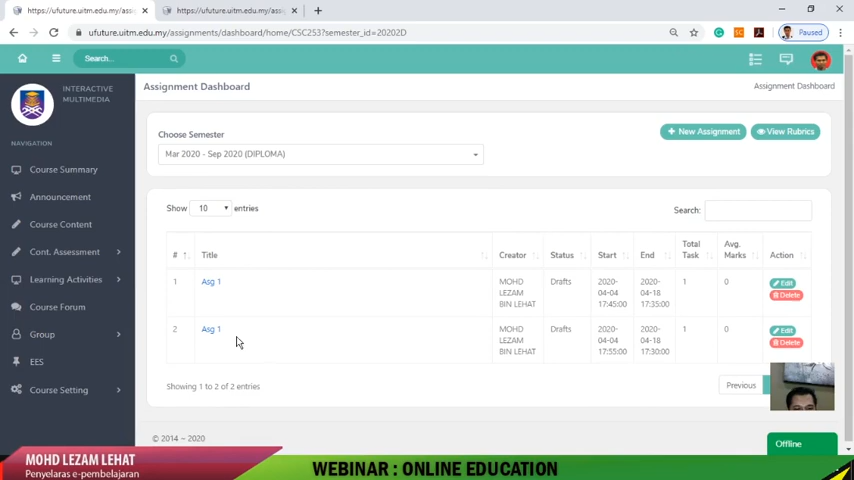 https://ufuture.uitm.edu.my/assi
https://ufuture.uitm.edu.my/assi
ufuture.uitm.edu.my/assignments/dashboard/home/CSC253?semester_id=20202D
Paused
Search...
INTERACTIVE
MULTIMEDIA
NAVIGATION
Course Summary
Announcement
Course Content
Cont. Assessment
Learning Activities
Course Forum
Group
EES
Course Setting
Assignment Dashboard
Assignment Dashboard
Choose Semester
New Assignment
View Rubrics
Mar 2020 - Sep 2020 (DIPLOMA)
Show 10 entries
Search:
# Title Creator Status Start End Total Task Avg. Marks Action
1 Asg 1 MOHD LEZAM BIN LEHAT Drafts 2020-04-04 17:45:00 2020-04-18 17:35:00 1 0 Edit Delete
2 Asg 1 MOHD LEZAM BIN LEHAT Drafts 2020-04-04 17:55:00 2020-04-18 17:30:00 1 0 Edit Delete
Showing 1 to 2 of 2 entries
Previous
© 2014 – 2020
Offline
MOHD LEZAM LEHAT
Penyelaras e-pembelajaran
WEBINAR : ONLINE EDUCATION